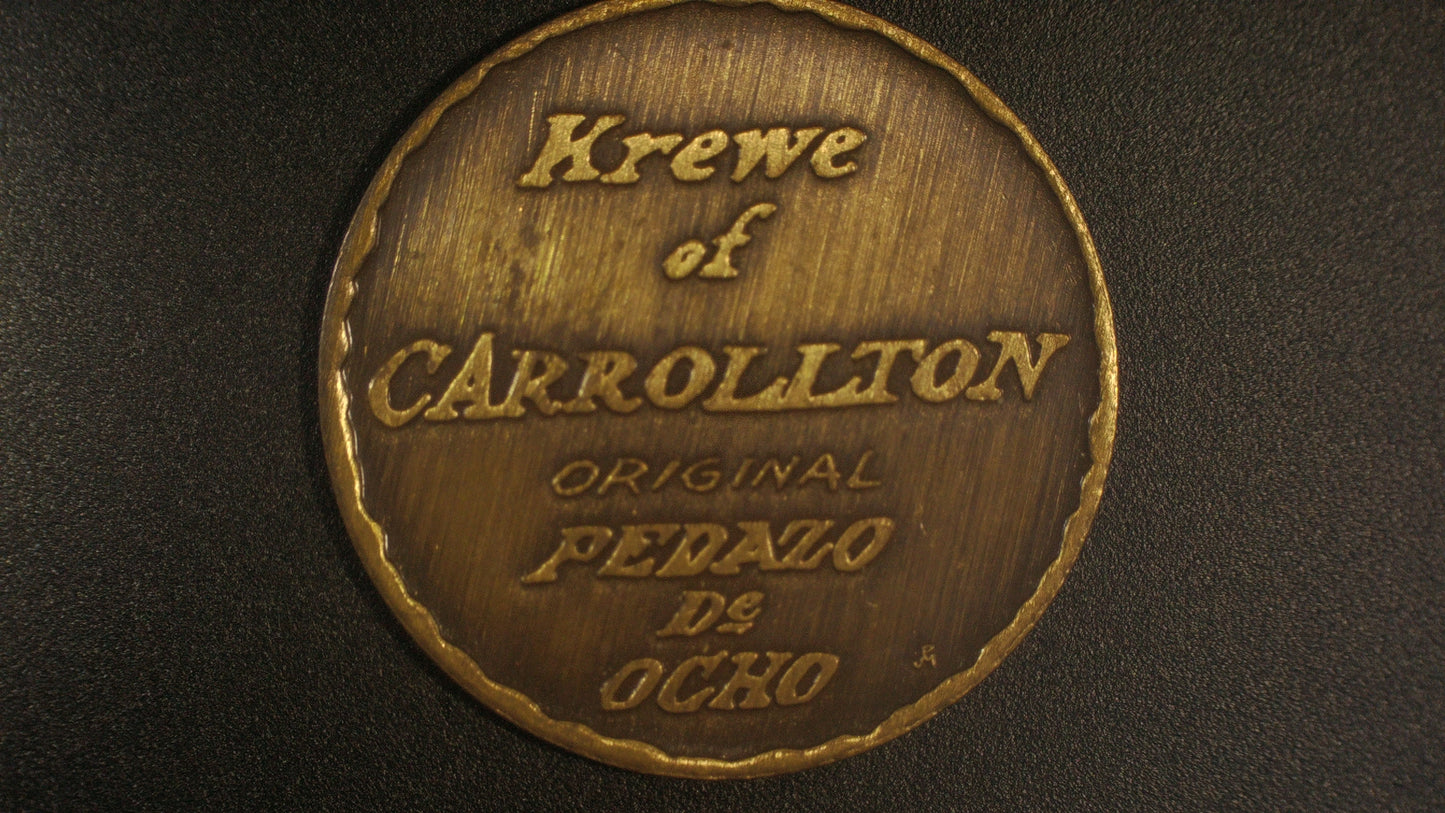 Krewe
of
CARROLLTON
ORIGINAL
PEDAZO
De
OCHO